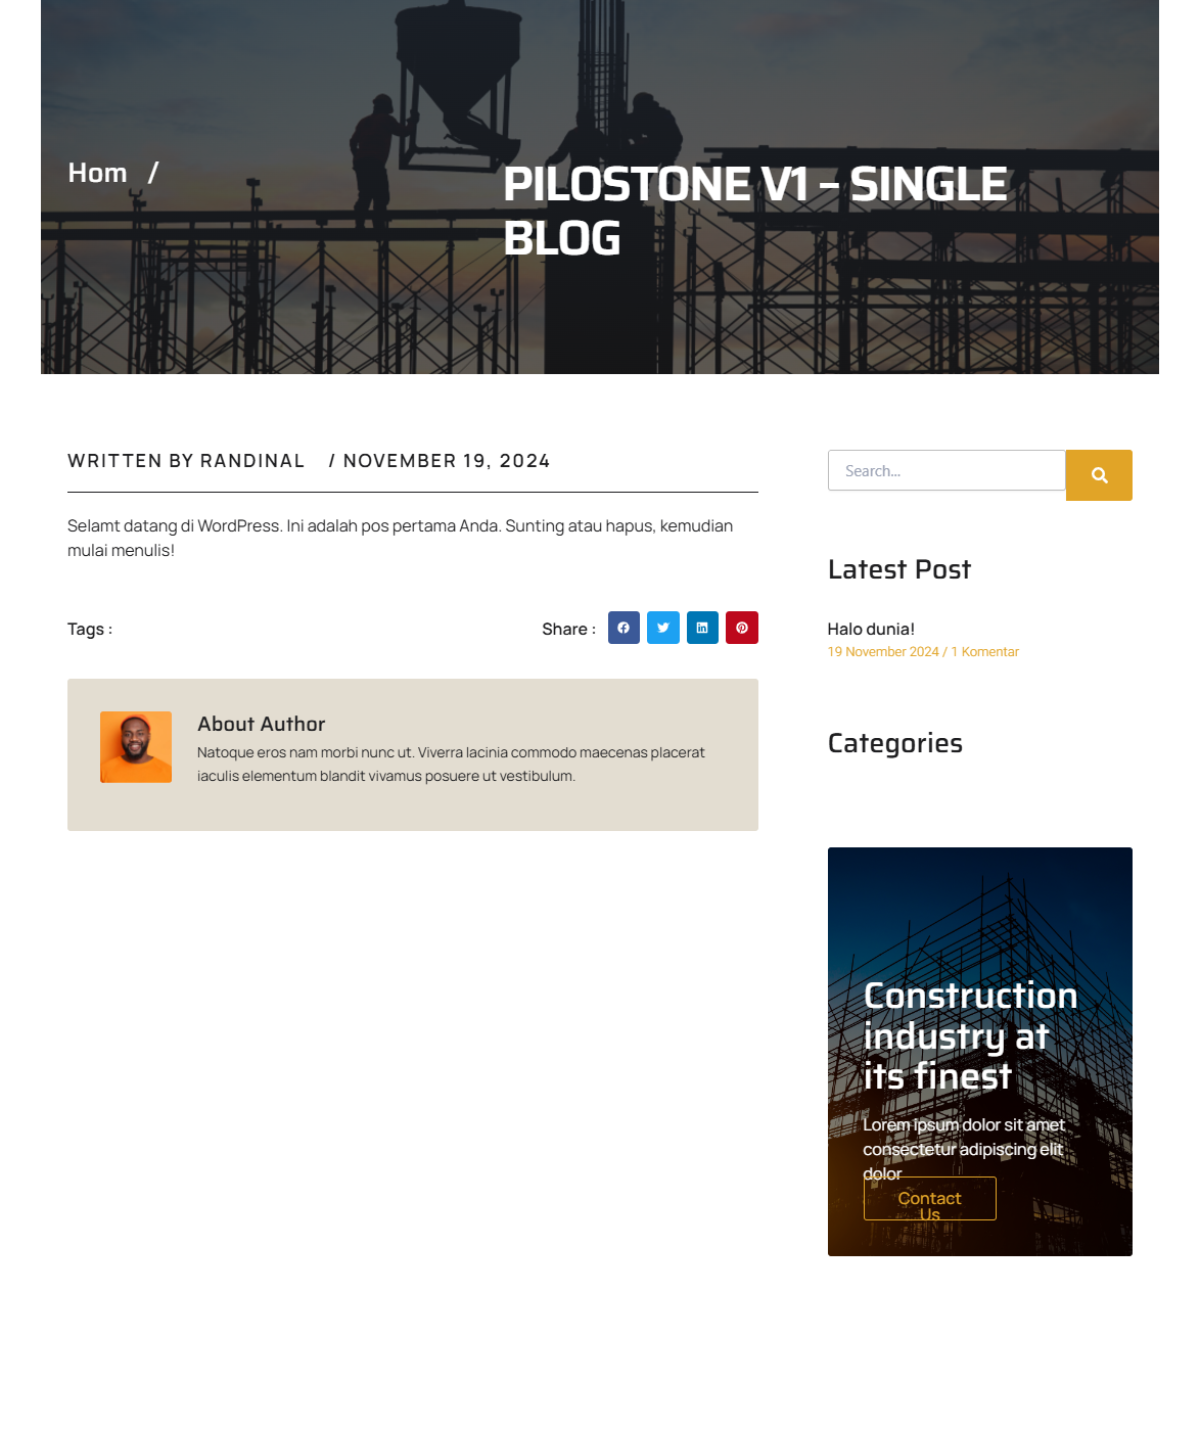 Hom /
PILOSTONE V1 – SINGLE
BLOG
WRITTEN BY RANDINAL / NOVEMBER 19, 2024
Selamt datang di WordPress. Ini adalah pos pertama Anda. Sunting atau hapus, kemudian
mulai menulis!
Tags :
Share :
About Author
Natoque eros nam morbi nunc ut. Viverra lacinia commodo maecenas placerat
iaculis elementum blandit vivamus posuere ut vestibulum.
Search...
Latest Post
Halo dunia!
19 November 2024 / 1 Komentar
Categories
Construction
industry at
its finest
Lorem ipsum dolor sit amet
consectetur adipiscing elit
dolor
Contact
Us